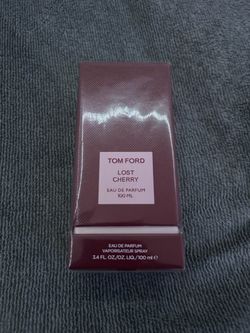 TOM FORD
LOST
CHERRY
EAU DE PARFUM
100 ML
EAU DE PARFUM
VAPORISATEUR SPRAY
3.4 FL. OZ./OZ. LIQ./100 ml ℮